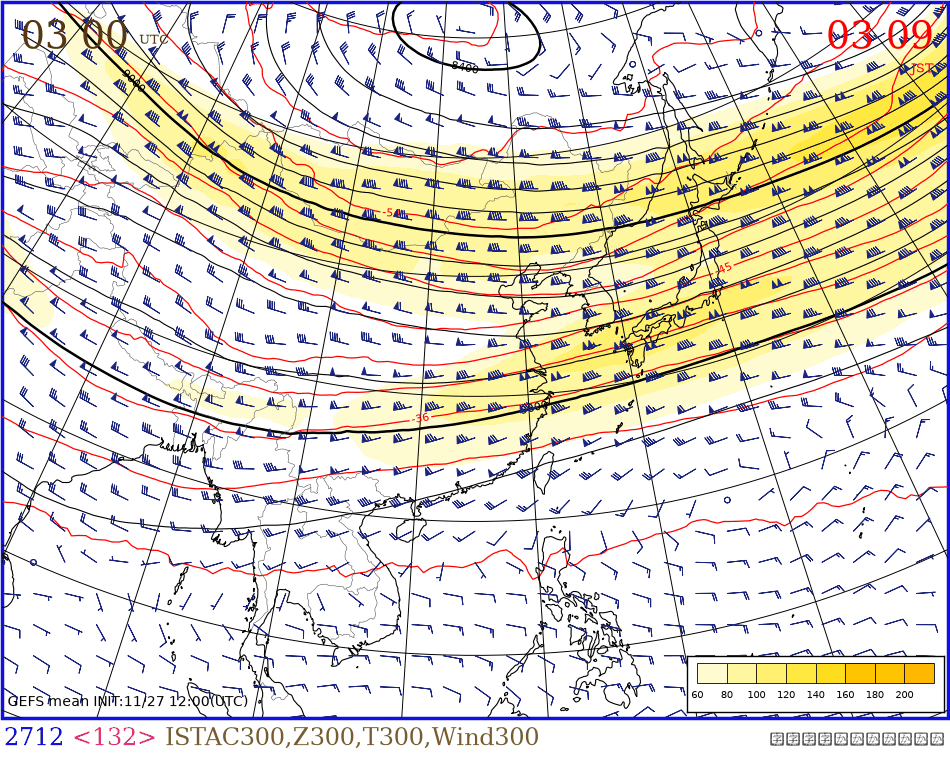 03 00 UTC
03 09 JST
8400
9000
-45
-36
60 80 100 120 140 160 180 200
GEFS mean INIT:11/27 12:00(UTC)
2712 <132> ISTAC300,Z300,T300,Wind300